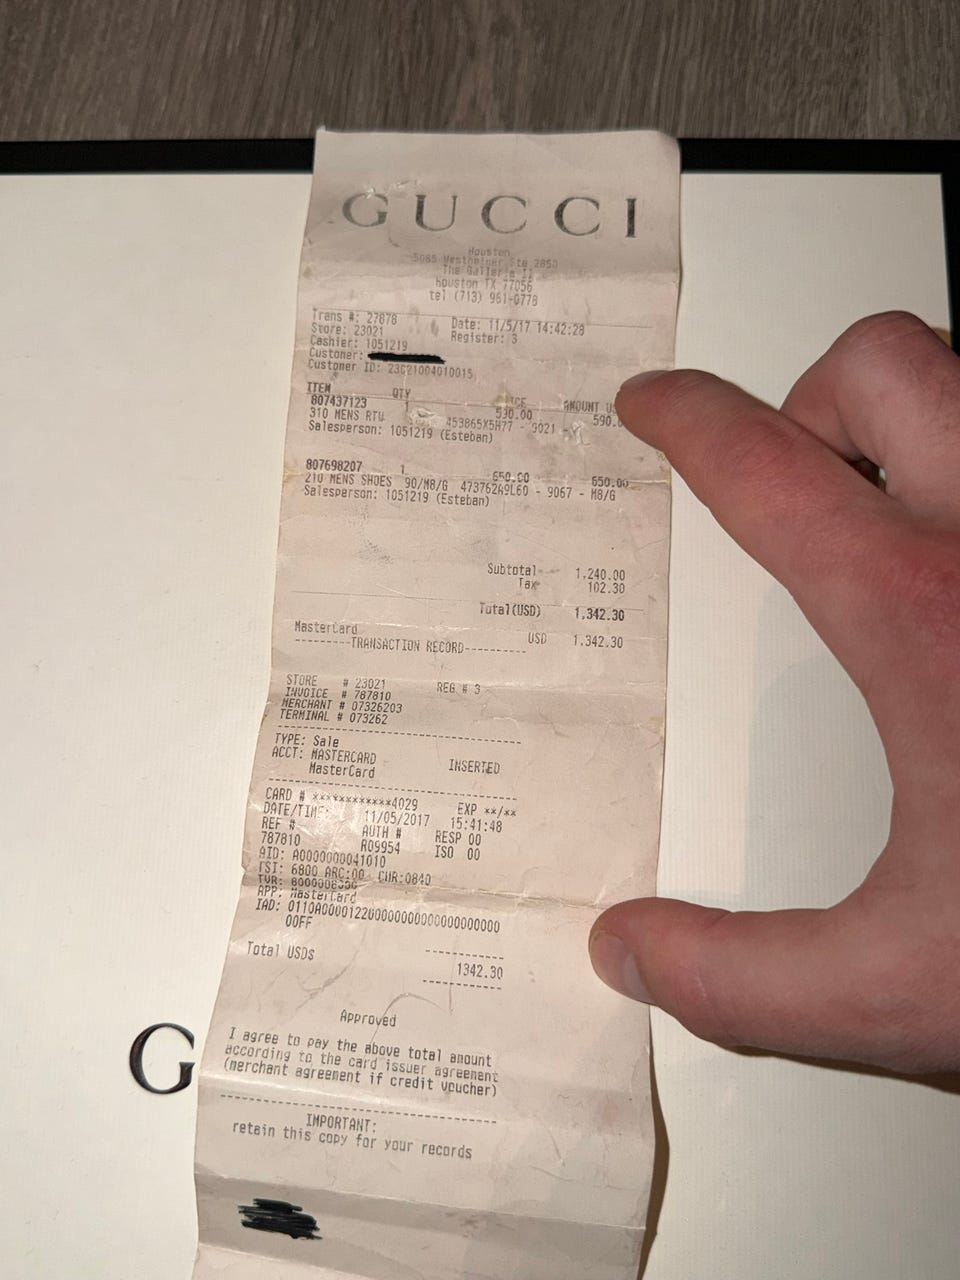 GUCCI
Houston
5085 Westheimer Ste 2850
The Galleria II
Houston TX 77056
tel (713) 961-0778
Trans #: 27878 Date: 11/5/17 14:42:28
Store: 23021 Register: 3
Cashier: 1051219
Customer:
Customer ID: 23C21004010015
ITEM QTY AMOUNT
807437123 1 590.00
310 MENS RTW 453865X5H77 - 9021 -
Salesperson: 1051219 (Esteban)
807698207 1 650.00 650.00
210 MENS SHOES 90/M8/G 473762A9L60 - 9067 - M8/G
Salesperson: 1051219 (Esteban)
Subtotal 1,240.00
Tax 102.30
Total(USD) 1,342.30
MasterCard USD 1,342.30
--------TRANSACTION RECORD----------
STORE # 23021 REG # 3
INVOICE # 787810
MERCHANT # 07326203
TERMINAL # 073262
TYPE: Sale
ACCT: MASTERCARD INSERTED
MasterCard
CARD # ************4029 EXP **/**
DATE/TIME: 11/05/2017 15:41:48
REF # AUTH # RESP 00
787810 R09954 ISO 00
AID: A0000000041010
TSI: 6800 ARC:00 CUR:0840
TVR:
APP: MasterCard
IAD:
00FF
Total USD$
1342.30
Approved
I agree to pay the above total amount
according to the card issuer agreement
(merchant agreement if credit voucher)
IMPORTANT:
retain this copy for your records
G